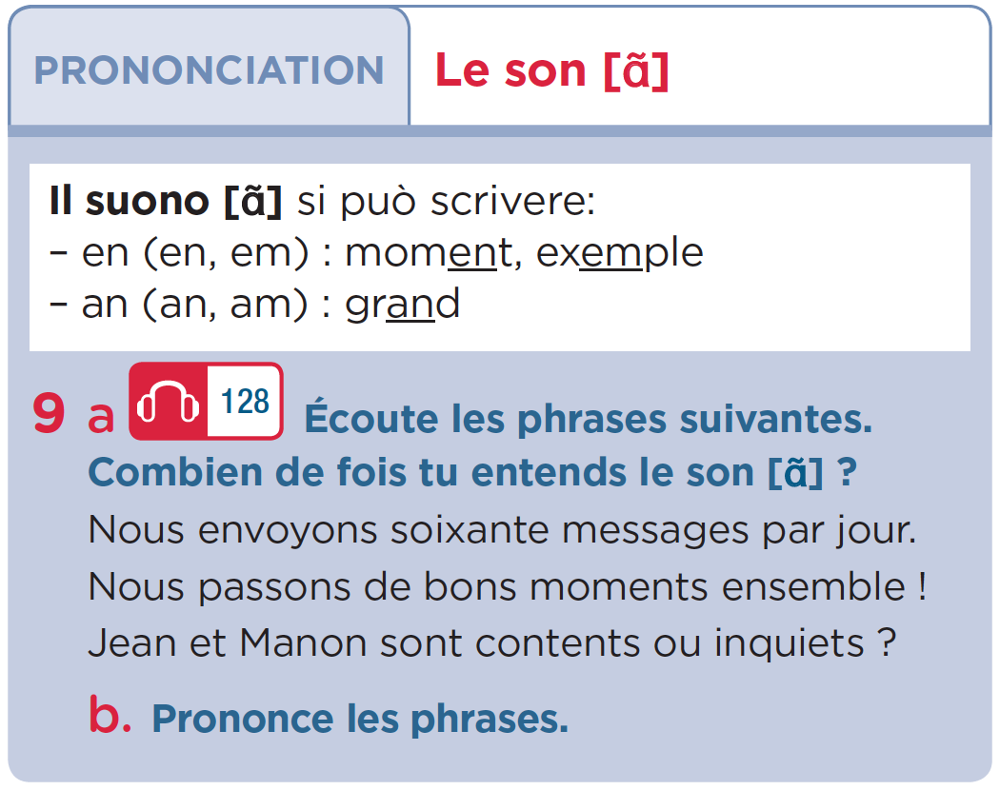 PRONONCIATION Le son [ɑ̃]
Il suono [ɑ̃] si può scrivere:
– en (en, em) : moment, exemple
– an (an, am) : grand
9 a 128 Écoute les phrases suivantes.
Combien de fois tu entends le son [ɑ̃] ?
Nous envoyons soixante messages par jour.
Nous passons de bons moments ensemble !
Jean et Manon sont contents ou inquiets ?
b. Prononce les phrases.